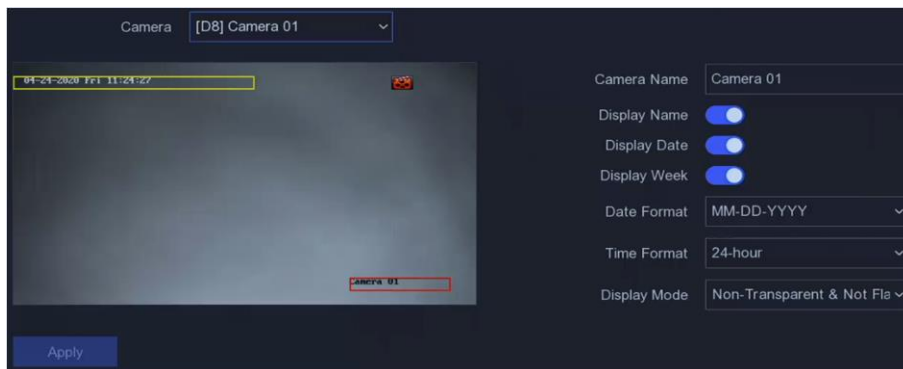 Camera [D8] Camera 01
04-24-2020 Fri 11:24:27
Camera 01
Camera Name Camera 01
Display Name
Display Date
Display Week
Date Format MM-DD-YYYY
Time Format 24-hour
Display Mode Non-Transparent & Not Fla
Apply